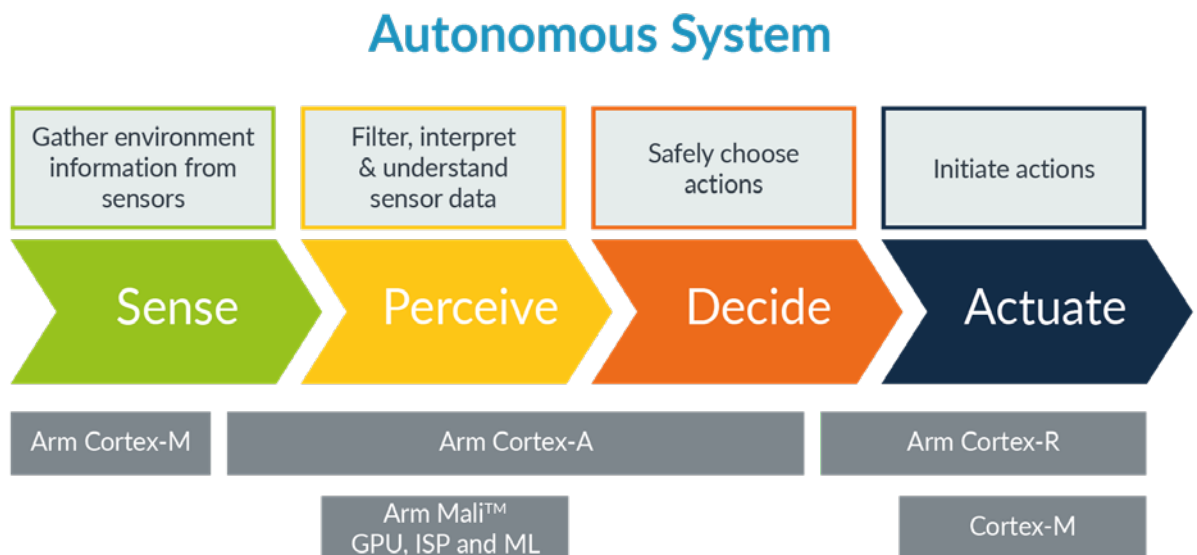 Autonomous System
Gather environment
information from
sensors
Filter, interpret
& understand
sensor data
Safely choose
actions
Initiate actions
Sense
Perceive
Decide
Actuate
Arm Cortex-M
Arm Cortex-A
Arm Cortex-R
Arm Mali™
GPU, ISP and ML
Cortex-M